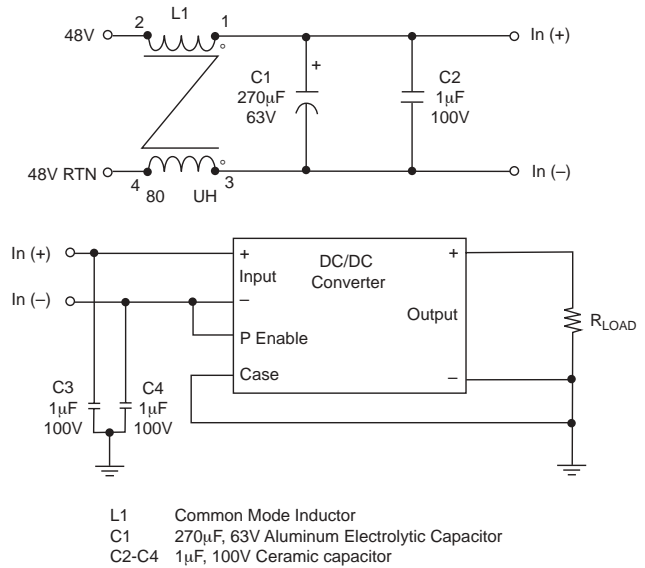 L1
2 1
48V In (+)
C1 + C2
270µF 1µF
63V 100V
48V RTN In (–)
4 80 UH 3
In (+) + DC/DC +
Input Converter
In (–) –
Output RLOAD
P Enable
Case –
C3 C4
1µF 1µF
100V 100V
L1 Common Mode Inductor
C1 270µF, 63V Aluminum Electrolytic Capacitor
C2-C4 1µF, 100V Ceramic capacitor